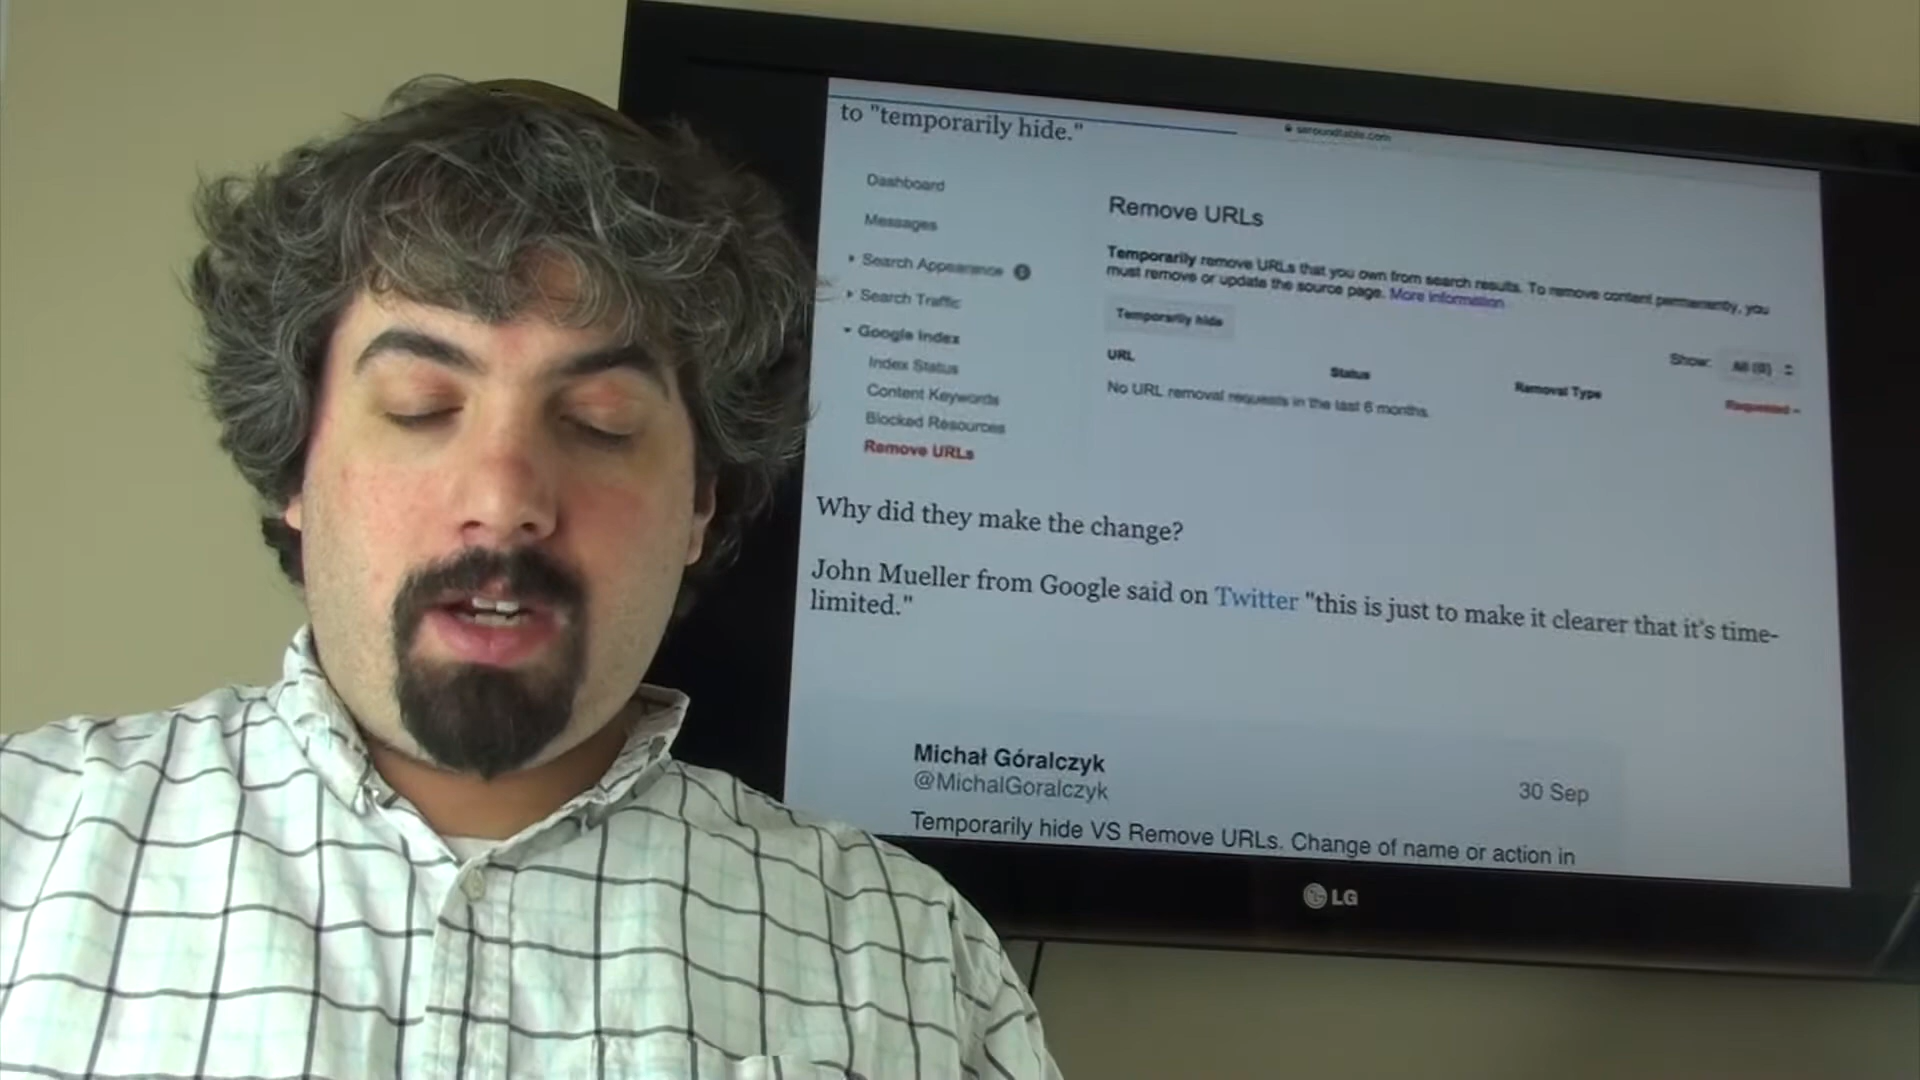 to "temporarily hide."
seroundtable.com
Dashboard
Messages
Search Appearance
Search Traffic
Google Index
Index Status
Content Keywords
Blocked Resources
Remove URLs
Remove URLs
Temporarily remove URLs that you own from search results. To remove content permanently, you
must remove or update the source page. More information
Temporarily hide
Show: All (0)
URL
Status
Removal Type
Requested
No URL removal requests in the last 6 months.
Why did they make the change?
John Mueller from Google said on Twitter "this is just to make it clearer that it's time-
limited."
Michał Góralczyk
@MichalGoralczyk
30 Sep
Temporarily hide VS Remove URLs. Change of name or action in
LG